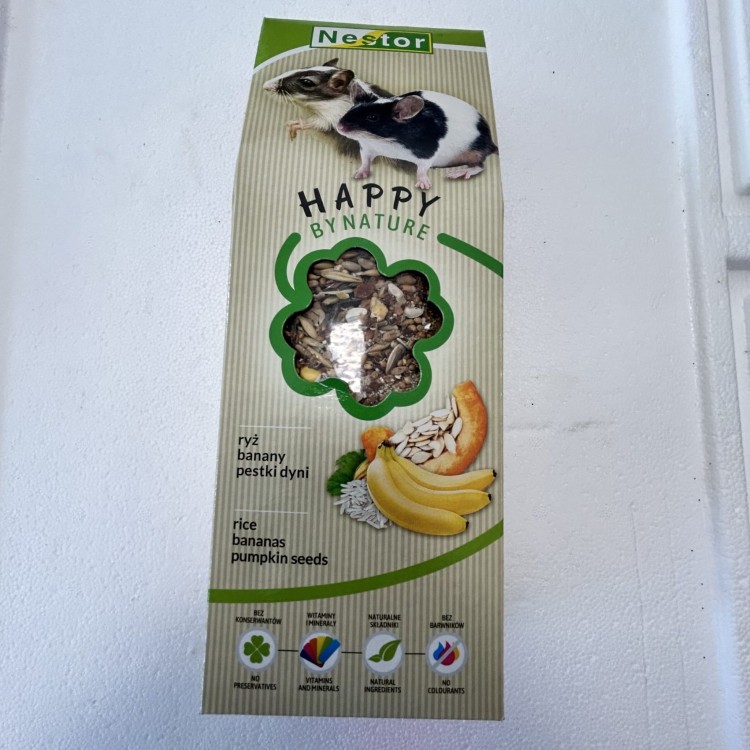 Nestor
HAPPY
BY NATURE
ryż
banany
pestki dyni
rice
bananas
pumpkin seeds
BEZ
KONSERWANTÓW
NO
PRESERVATIVES
WITAMINY
I MINERAŁY
VITAMINS
AND MINERALS
NATURALNE
SKŁADNIKI
NATURAL
INGREDIENTS
BEZ
BARWNIKÓW
NO
COLOURANTS